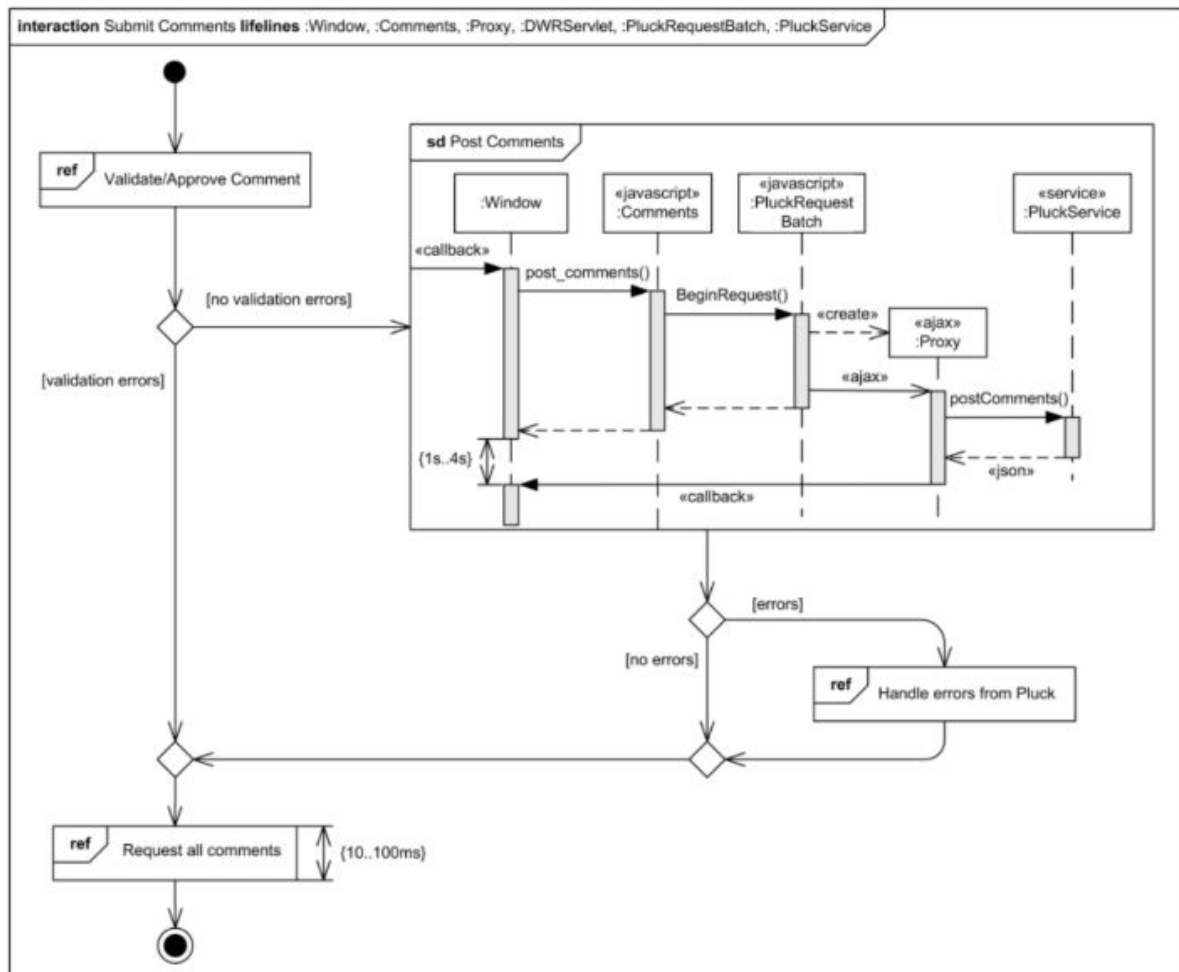 interaction Submit Comments lifelines :Window, :Comments, :Proxy, :DWRServlet, :PluckRequestBatch, :PluckService
ref
Validate/Approve Comment
[no validation errors]
[validation errors]
sd Post Comments
:Window
«javascript»
:Comments
«javascript»
:PluckRequest
Batch
«service»
:PluckService
«callback»
post_comments()
BeginRequest()
«create»
«ajax»
:Proxy
«ajax»
postComments()
{1s..4s}
«json»
«callback»
[errors]
[no errors]
ref
Handle errors from Pluck
ref
Request all comments
{10..100ms}